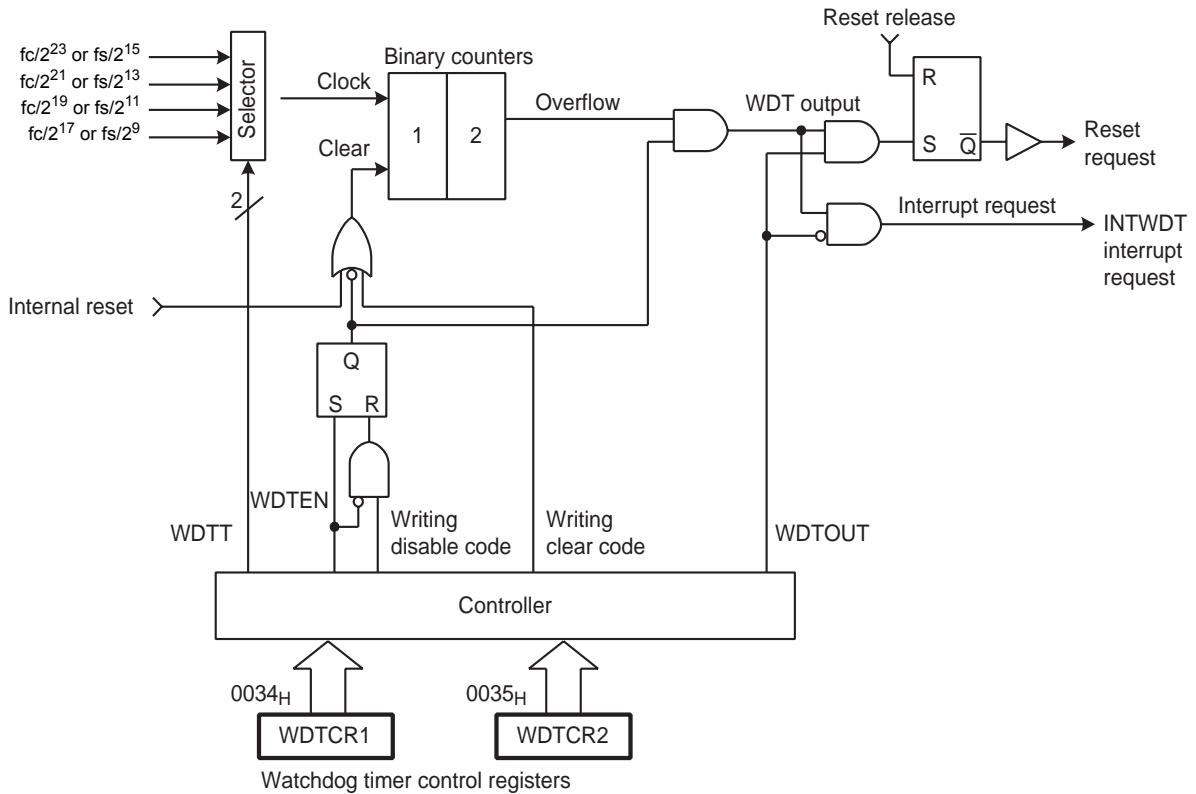 Reset release
fc/2^23 or fs/2^15
fc/2^21 or fs/2^13
fc/2^19 or fs/2^11
fc/2^17 or fs/2^9
Selector
Binary counters
Clock
Clear
1
2
Overflow
WDT output
R
S
Q̅
Reset
request
2
Interrupt request
INTWDT
interrupt
request
Internal reset
Q
S
R
WDTEN
WDTT
Writing
disable code
Writing
clear code
WDTOUT
Controller
0034H
0035H
WDTCR1
WDTCR2
Watchdog timer control registers